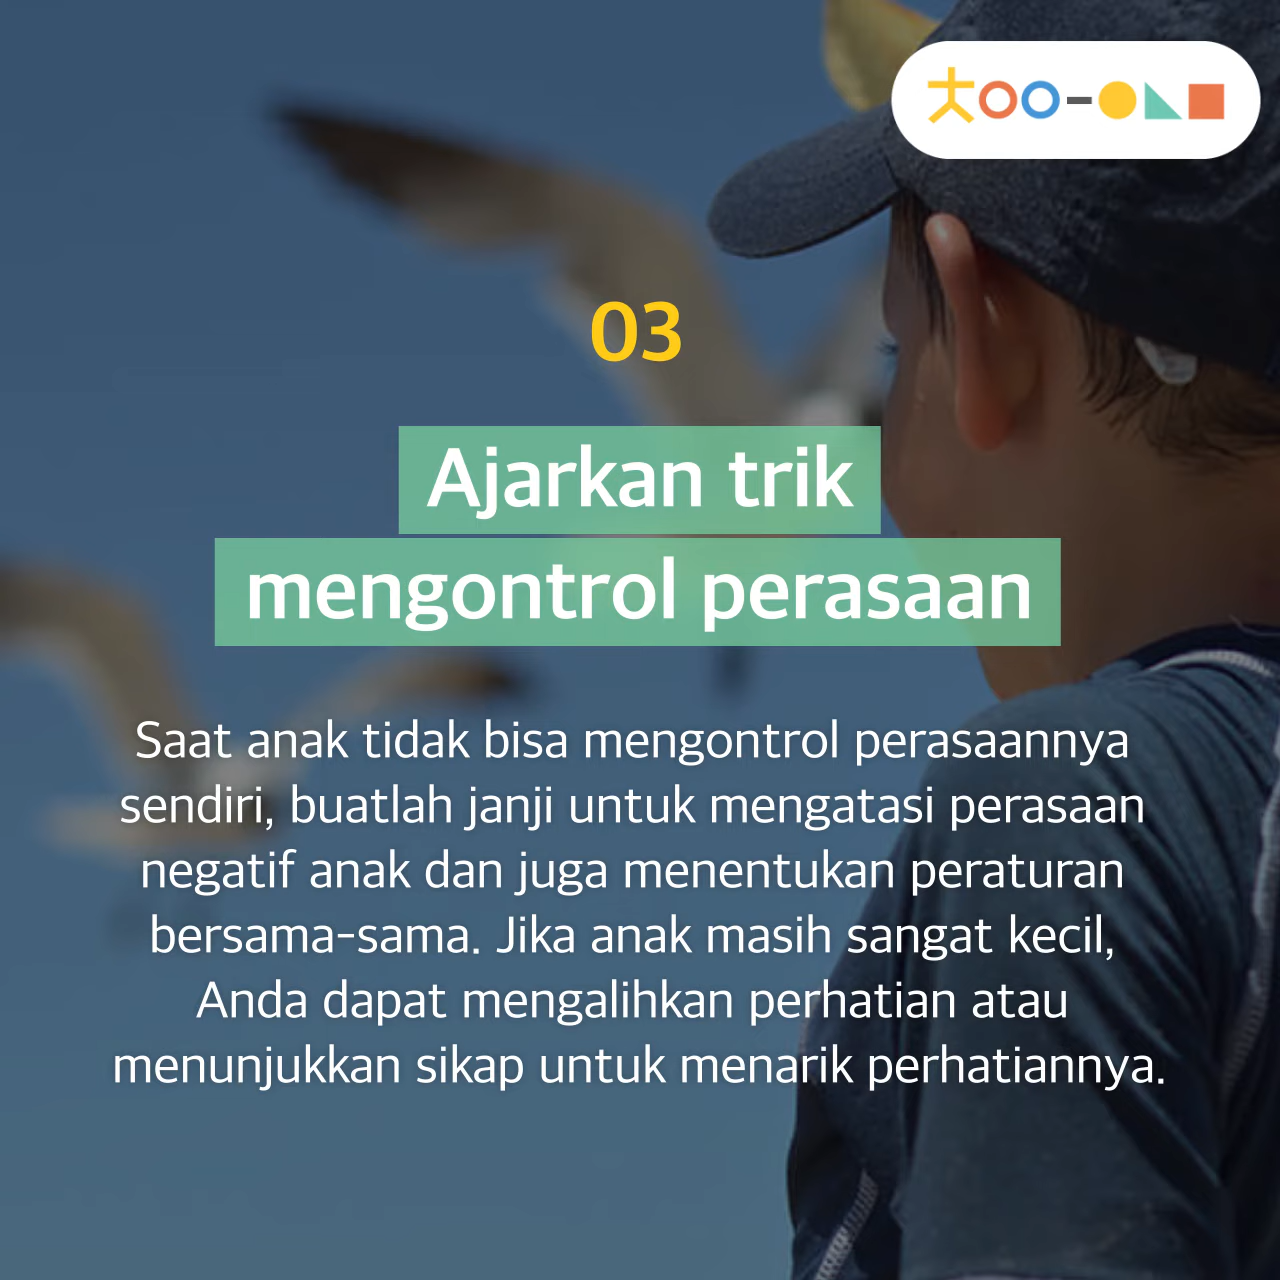 03
Ajarkan trik
mengontrol perasaan
Saat anak tidak bisa mengontrol perasaannya
sendiri, buatlah janji untuk mengatasi perasaan
negatif anak dan juga menentukan peraturan
bersama-sama. Jika anak masih sangat kecil,
Anda dapat mengalihkan perhatian atau
menunjukkan sikap untuk menarik perhatiannya.